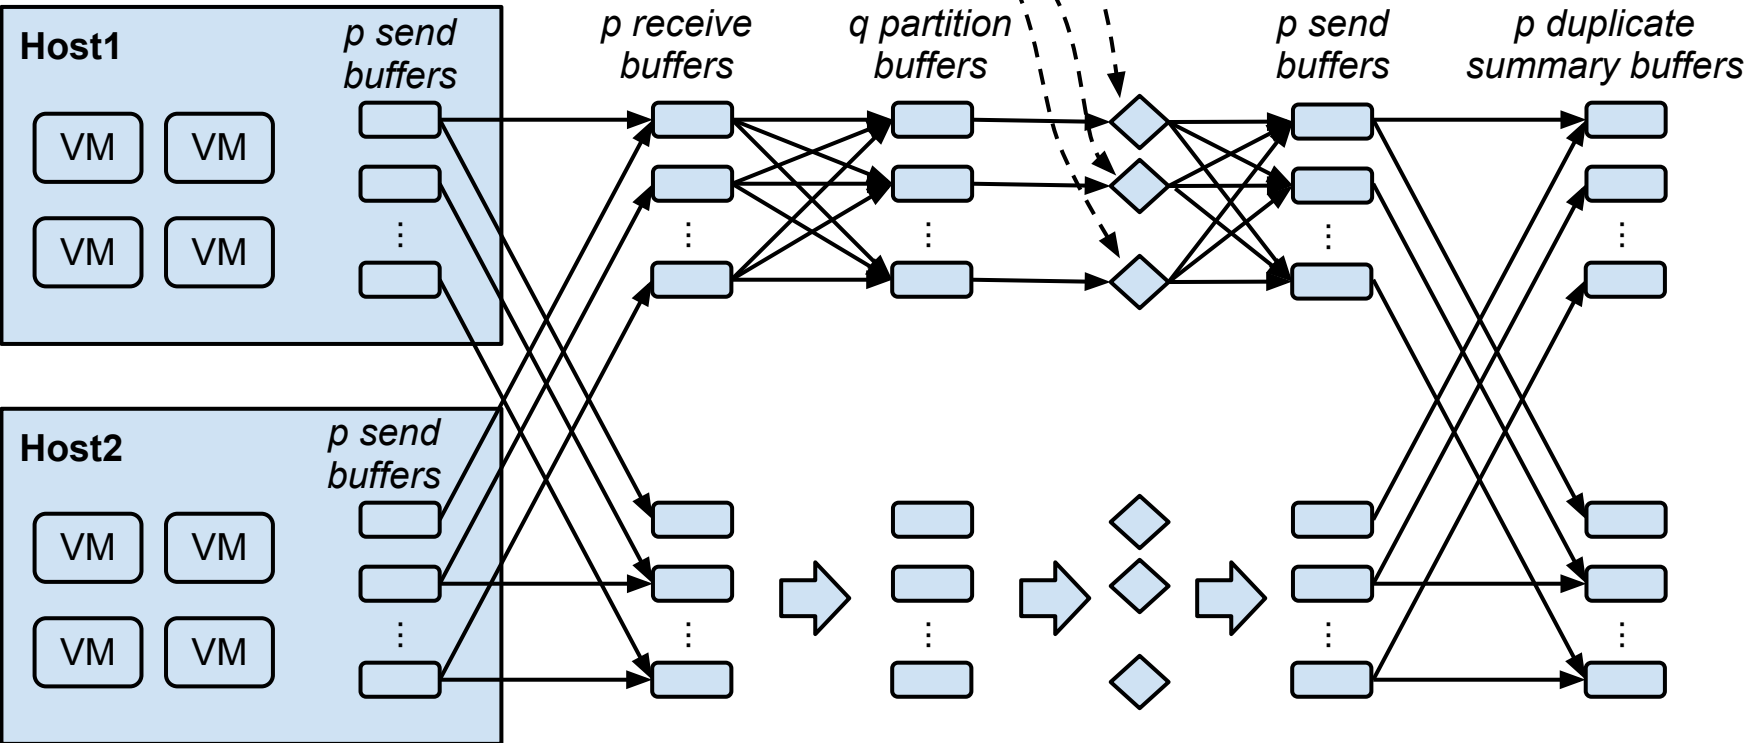 Host1
p send
buffers
p receive
buffers
q partition
buffers
p send
buffers
p duplicate
summary buffers
VM VM
VM VM
⋮ ⋮ ⋮ ⋮ ⋮
Host2
p send
buffers
VM VM
VM VM
⋮ ⋮ ⋮ ⋮ ⋮